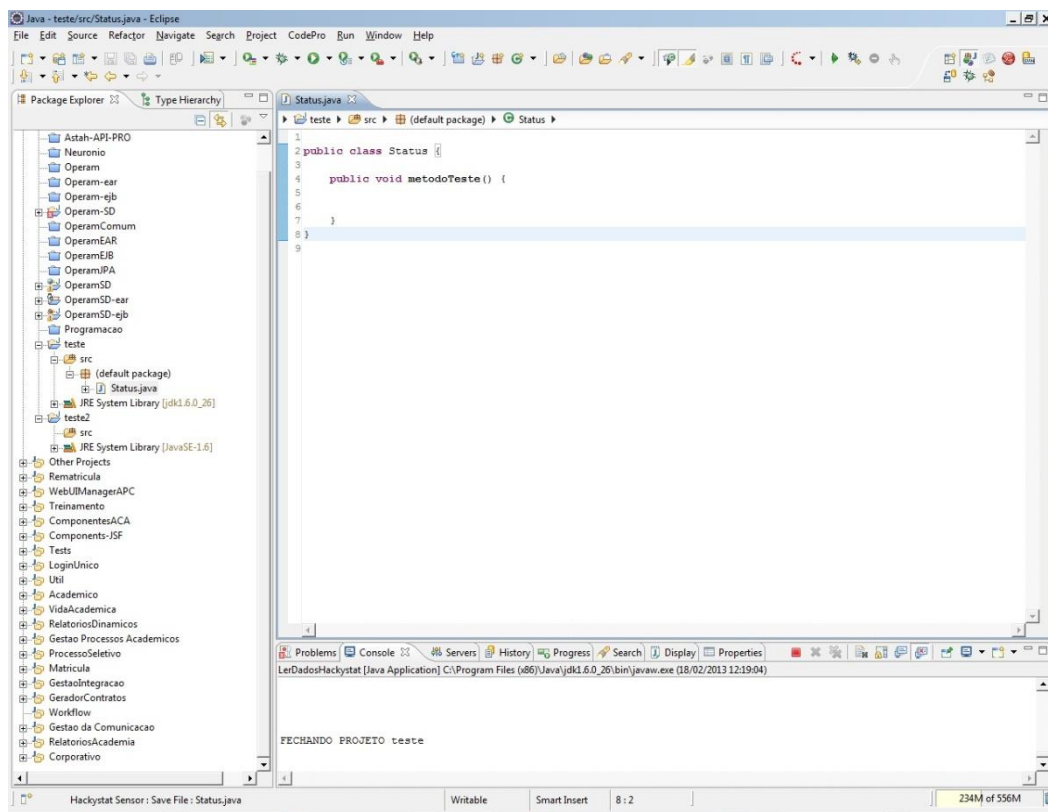 Java - teste/src/Status.java - Eclipse
File Edit Source Refactor Navigate Search Project CodePro Run Window Help
Package Explorer Type Hierarchy
Astah-API-PRO
Neuronio
Operam
Operam-ear
Operam-ejb
Operam-SD
OperamComum
OperamEAR
OperamEJB
OperamJPA
OperamSD
OperamSD-ear
OperamSD-ejb
Programacao
teste
src
(default package)
Status.java
JRE System Library [jdk1.6.0_26]
teste2
src
JRE System Library [JavaSE-1.6]
Other Projects
Rematricula
WebUIManagerAPC
Treinamento
ComponentesACA
Components-JSF
Tests
LoginUnico
Util
Academico
VidaAcademica
RelatoriosDinamicos
Gestao Processos Academicos
ProcessoSeletivo
Matricula
GestaoIntegracao
GeradorContratos
Workflow
Gestao da Comunicacao
RelatoriosAcademia
Corporativo
Status.java
teste src (default package) Status
1
2 public class Status {
3
4 public void metodoTeste() {
5
6
7 }
8 }
9
Problems Console Servers History Progress Search Display Properties
LerDadosHackystat [Java Application] C:\Program Files (x86)\Java\jdk1.6.0_26\bin\javaw.exe (18/02/2013 12:19:04)
FECHANDO PROJETO teste
Hackystat Sensor : Save File : Status.java Writable Smart Insert 8 : 2 234M of 556M